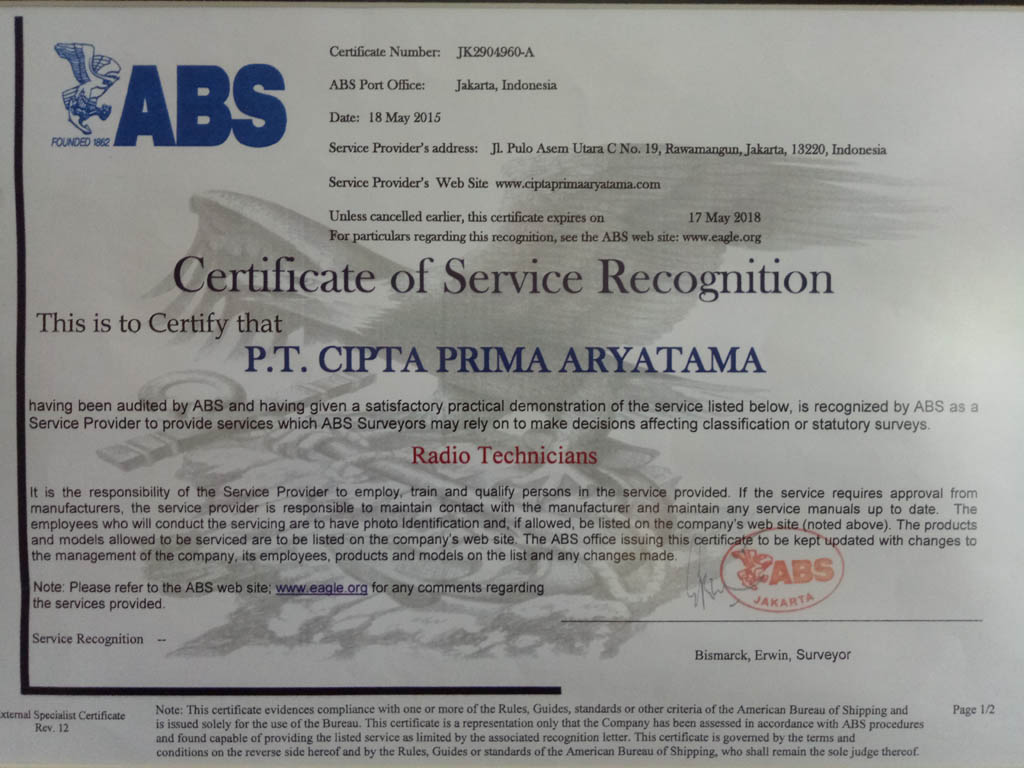 ABS
FOUNDED 1862
Certificate Number: JK2904960-A
ABS Port Office: Jakarta, Indonesia
Date: 18 May 2015
Service Provider's address: Jl. Pulo Asem Utara C No. 19, Rawamangun, Jakarta, 13220, Indonesia
Service Provider's Web Site www.ciptaprimaaryatama.com
Unless cancelled earlier, this certificate expires on 17 May 2018
For particulars regarding this recognition, see the ABS web site: www.eagle.org
Certificate of Service Recognition
This is to Certify that
P.T. CIPTA PRIMA ARYATAMA
having been audited by ABS and having given a satisfactory practical demonstration of the service listed below, is recognized by ABS as a
Service Provider to provide services which ABS Surveyors may rely on to make decisions affecting classification or statutory surveys.
Radio Technicians
It is the responsibility of the Service Provider to employ, train and qualify persons in the service provided. If the service requires approval from
manufacturers, the service provider is responsible to maintain contact with the manufacturer and maintain any service manuals up to date. The
employees who will conduct the servicing are to have photo Identification and, if allowed, be listed on the company's web site (noted above). The products
and models allowed to be serviced are to be listed on the company's web site. The ABS office issuing this certificate to be kept updated with changes to
the management of the company, its employees, products and models on the list and any changes made.
ABS
JAKARTA
Note: Please refer to the ABS web site; www.eagle.org for any comments regarding
the services provided.
Service Recognition --
Bismarck, Erwin, Surveyor
xternal Specialist Certificate
Rev. 12
Note: This certificate evidences compliance with one or more of the Rules, Guides, standards or other criteria of the American Bureau of Shipping and
is issued solely for the use of the Bureau. This certificate is a representation only that the Company has been assessed in accordance with ABS procedures
and found capable of providing the listed service as limited by the associated recognition letter. This certificate is governed by the terms and
conditions on the reverse side hereof and by the Rules, Guides or standards of the American Bureau of Shipping, who shall remain the sole judge thereof.
Page 1/2